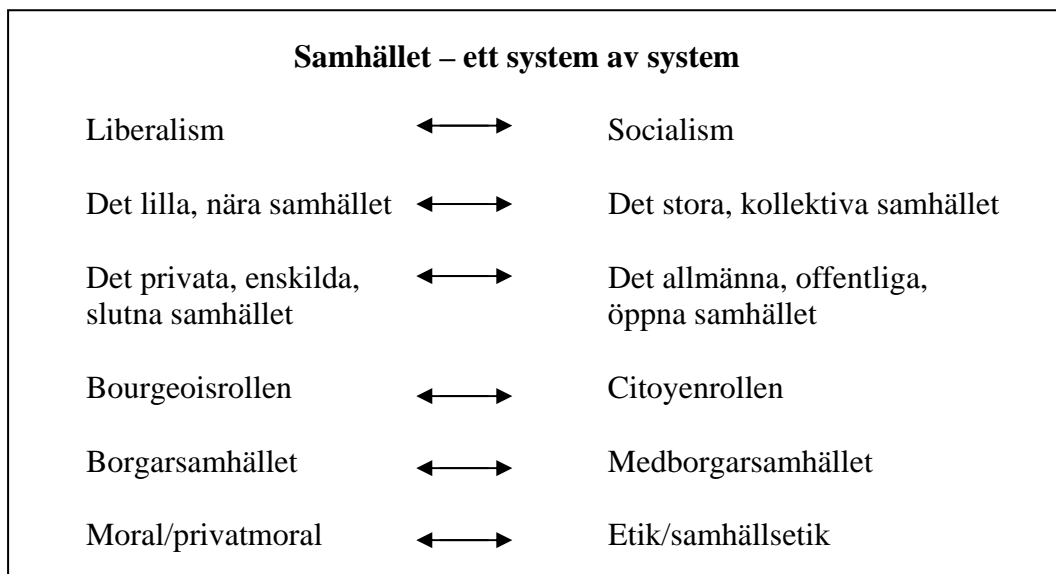 Samhället – ett system av system
Liberalism Socialism
Det lilla, nära samhället Det stora, kollektiva samhället
Det privata, enskilda, Det allmänna, offentliga,
slutna samhället öppna samhället
Bourgeoisrollen Citoyenrollen
Borgarsamhället Medborgarsamhället
Moral/privatmoral Etik/samhällsetik